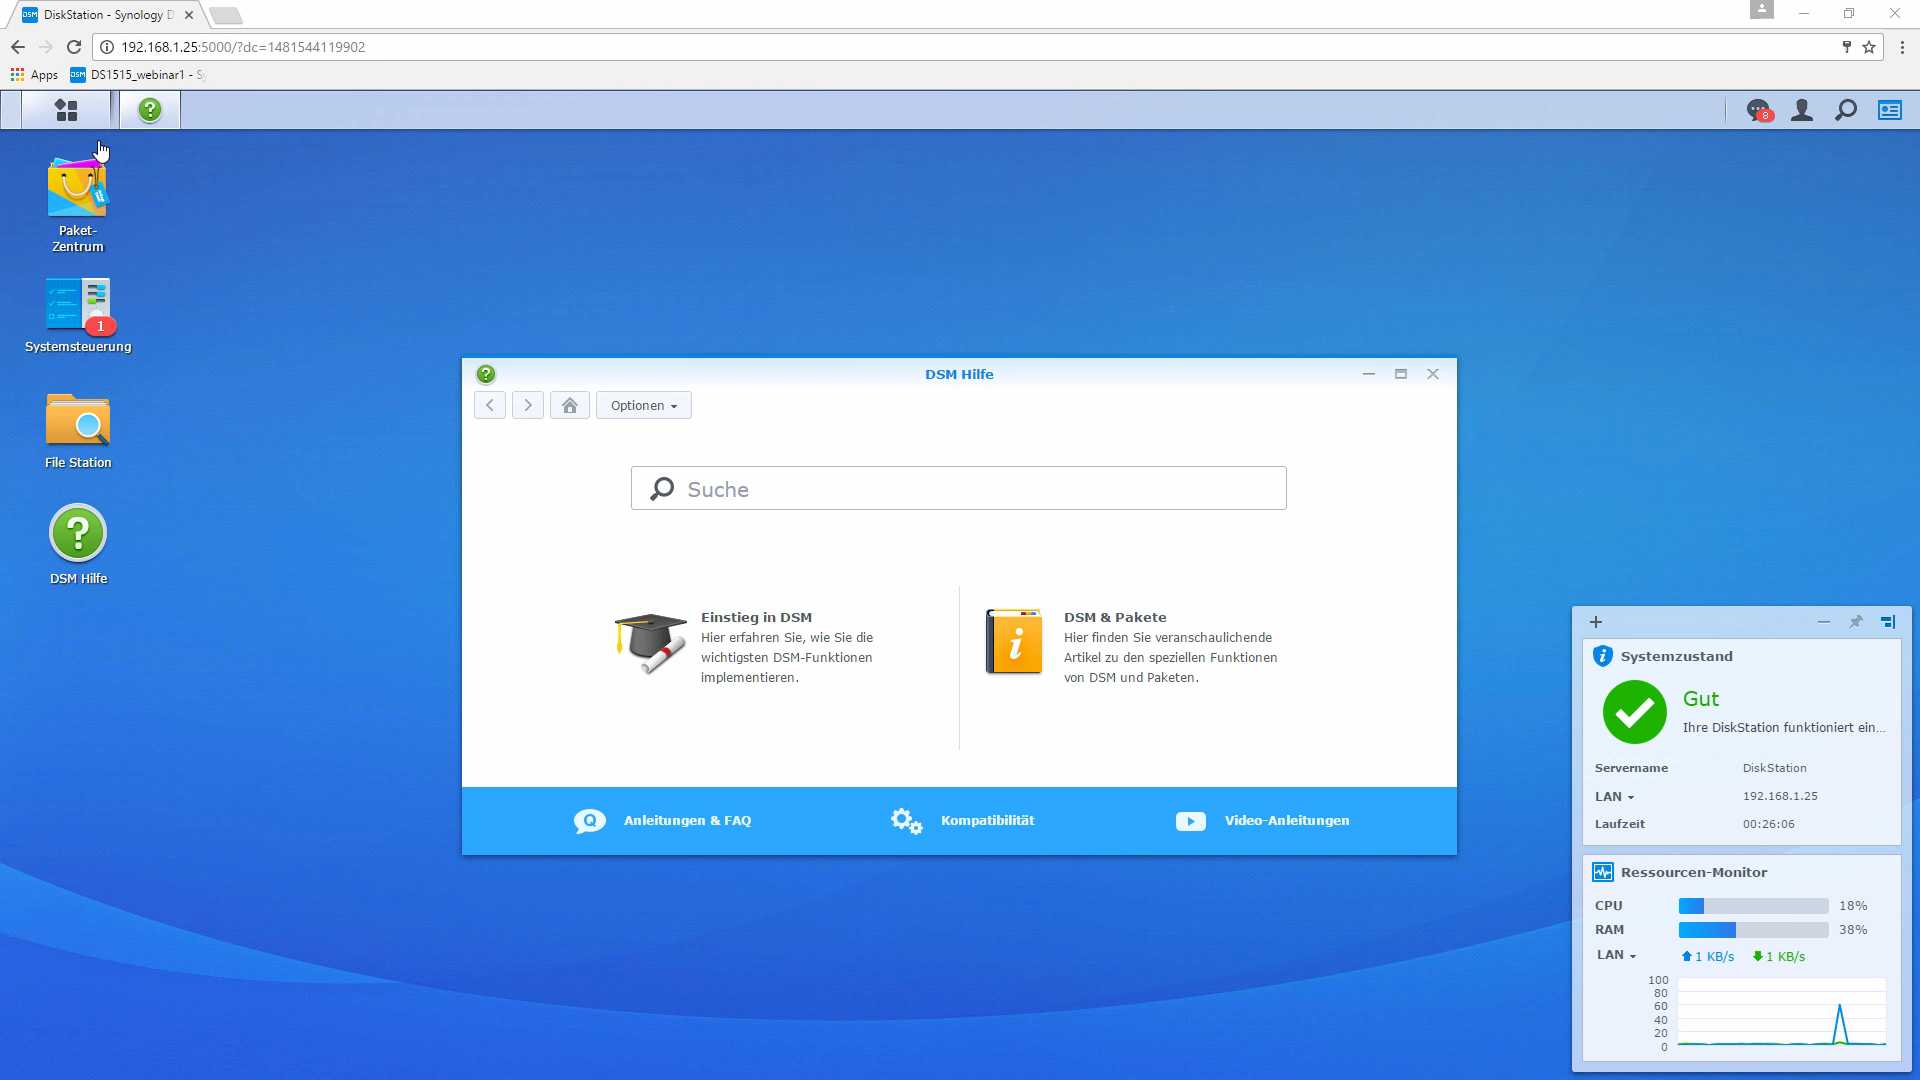 DSM DiskStation - Synology D
192.168.1.25:5000/?dc=1481544119902
Apps
DSM DS1515_webinar1 - Sy
8
Paket-
Zentrum
1
Systemsteuerung
File Station
DSM Hilfe
DSM Hilfe
Optionen
Suche
Einstieg in DSM
Hier erfahren Sie, wie Sie die
wichtigsten DSM-Funktionen
implementieren.
DSM & Pakete
Hier finden Sie veranschaulichende
Artikel zu den speziellen Funktionen
von DSM und Paketen.
Anleitungen & FAQ
Kompatibilität
Video-Anleitungen
Systemzustand
Gut
Ihre DiskStation funktioniert ein...
Servername DiskStation
LAN 192.168.1.25
Laufzeit 00:26:06
Ressourcen-Monitor
CPU 18%
RAM 38%
LAN 1 KB/s 1 KB/s
100
80
60
40
20
0